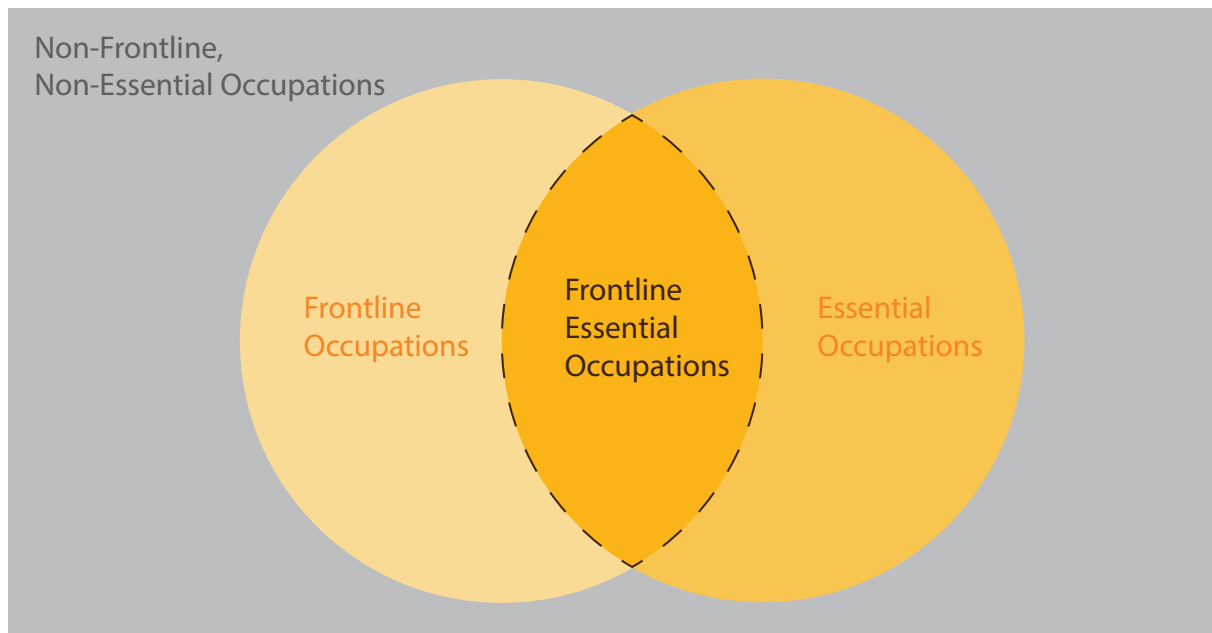 Non-Frontline,
Non-Essential Occupations
Frontline
Occupations
Frontline
Essential
Occupations
Essential
Occupations